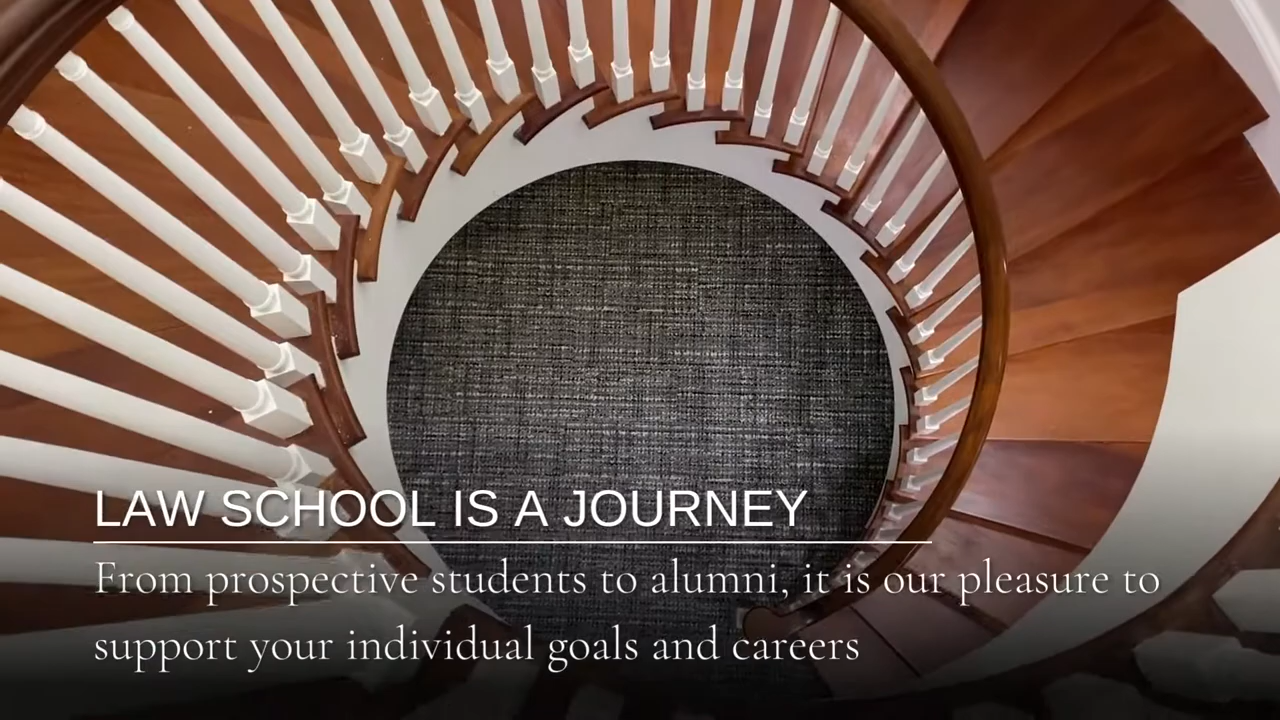 LAW SCHOOL IS A JOURNEY
From prospective students to alumni, it is our pleasure to
support your individual goals and careers